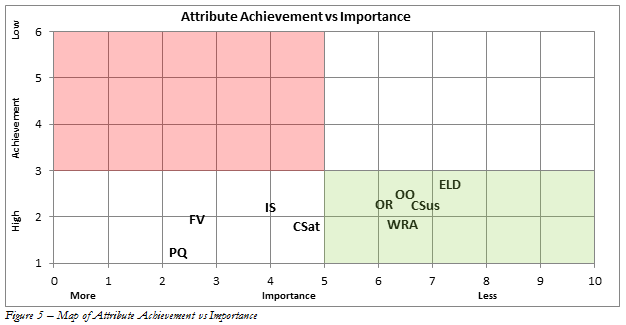 Attribute Achievement vs Importance
Low
Achievement
High
6
5
4
3
2
1
ELD
OO
OR
CSus
IS
FV
CSat
WRA
PQ
0 1 2 3 4 5 6 7 8 9 10
More Importance Less
Figure 5 – Map of Attribute Achievement vs Importance